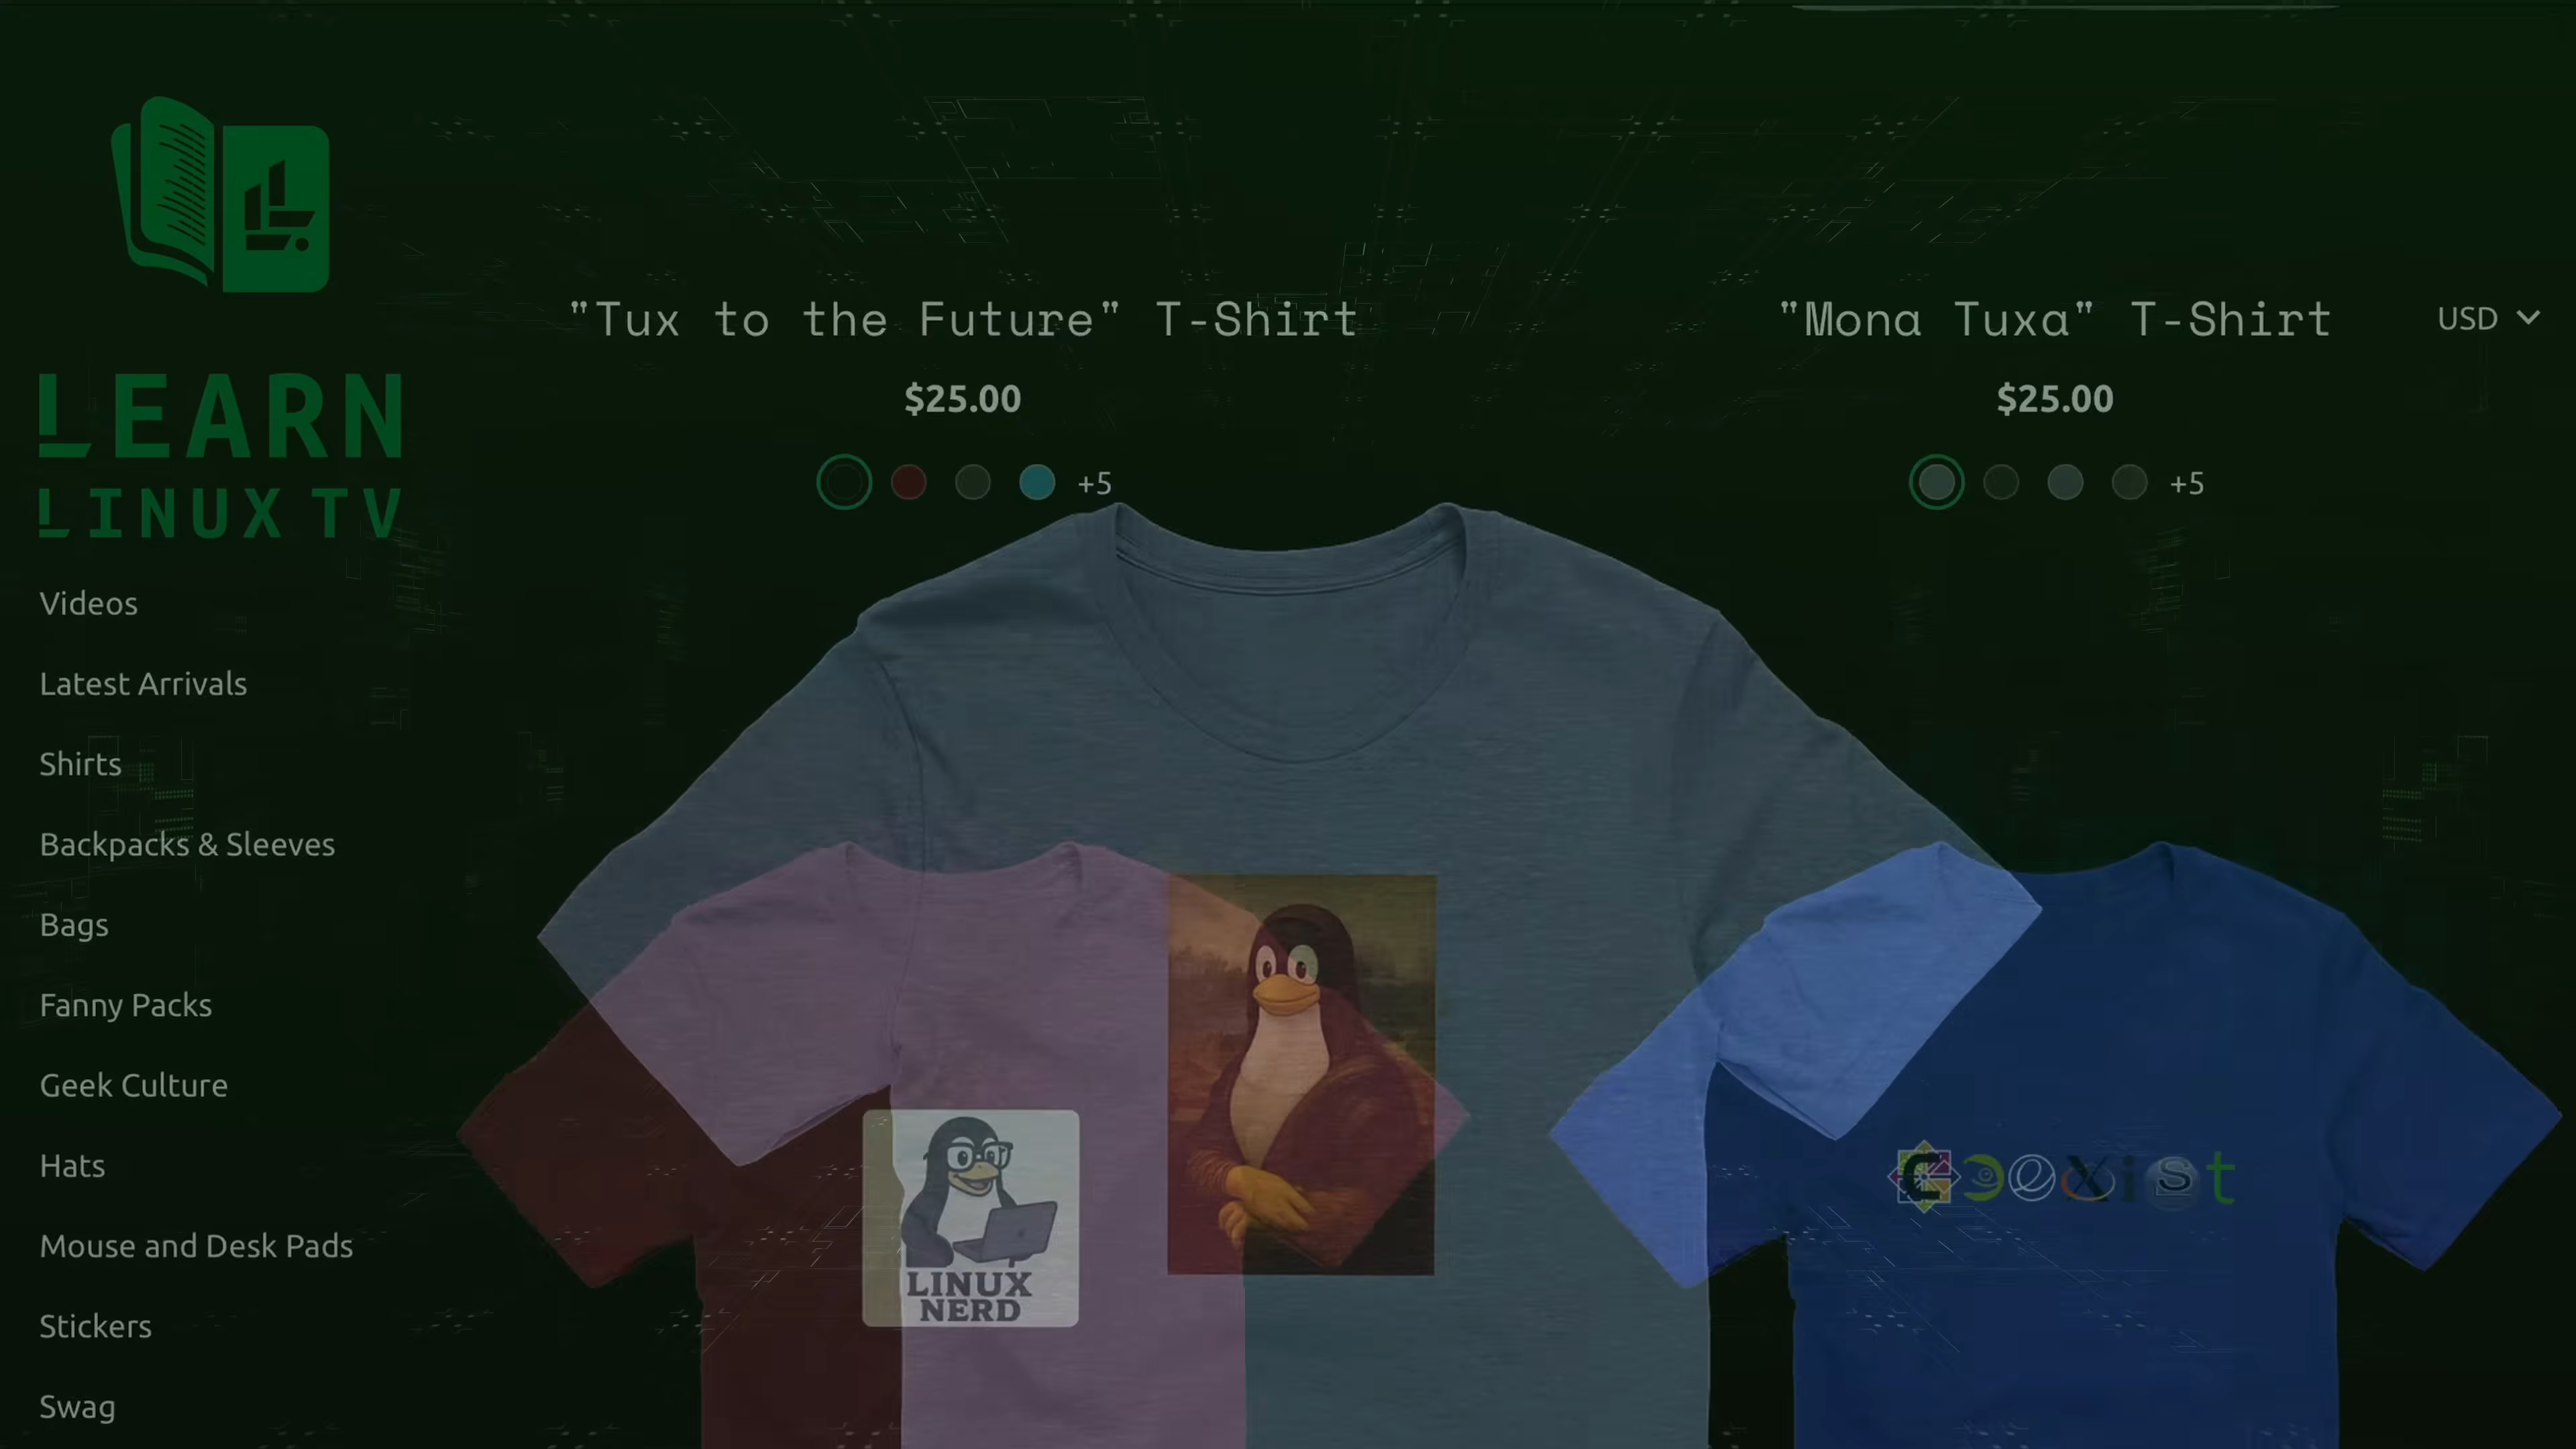 LEARN
LINUX TV
Videos
Latest Arrivals
Shirts
Backpacks & Sleeves
Bags
Fanny Packs
Geek Culture
Hats
Mouse and Desk Pads
Stickers
Swag
"Tux to the Future" T-Shirt
$25.00
+5
"Mona Tuxa" T-Shirt
$25.00
+5
USD
LINUX
NERD
Coexist